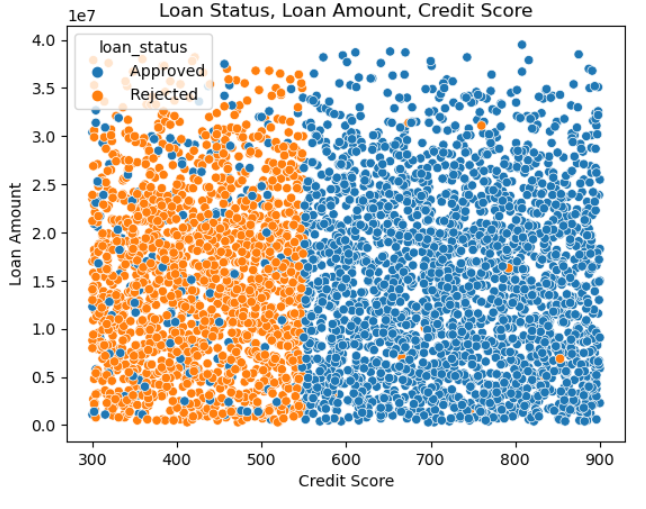 Loan Status, Loan Amount, Credit Score
1e7
4.0
3.5
3.0
2.5
2.0
1.5
1.0
0.5
0.0
Loan Amount
loan_status
Approved
Rejected
300 400 500 600 700 800 900
Credit Score